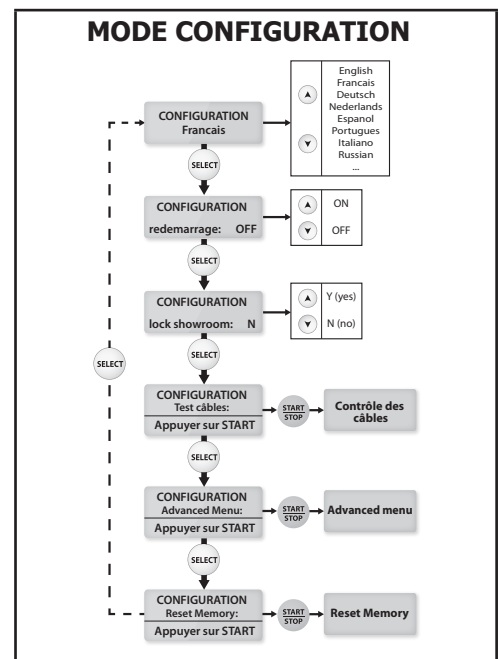 MODE CONFIGURATION
CONFIGURATION
Francais
English
Francais
Deutsch
Nederlands
Espanol
Portugues
Italiano
Russian
...
SELECT
CONFIGURATION
redemarrage: OFF
ON
OFF
SELECT
CONFIGURATION
lock showroom: N
Y (yes)
N (no)
SELECT
SELECT
CONFIGURATION
Test câbles:
Appuyer sur START
START
STOP
Contrôle des
câbles
SELECT
CONFIGURATION
Advanced Menu:
Appuyer sur START
START
STOP
Advanced menu
SELECT
CONFIGURATION
Reset Memory:
Appuyer sur START
START
STOP
Reset Memory